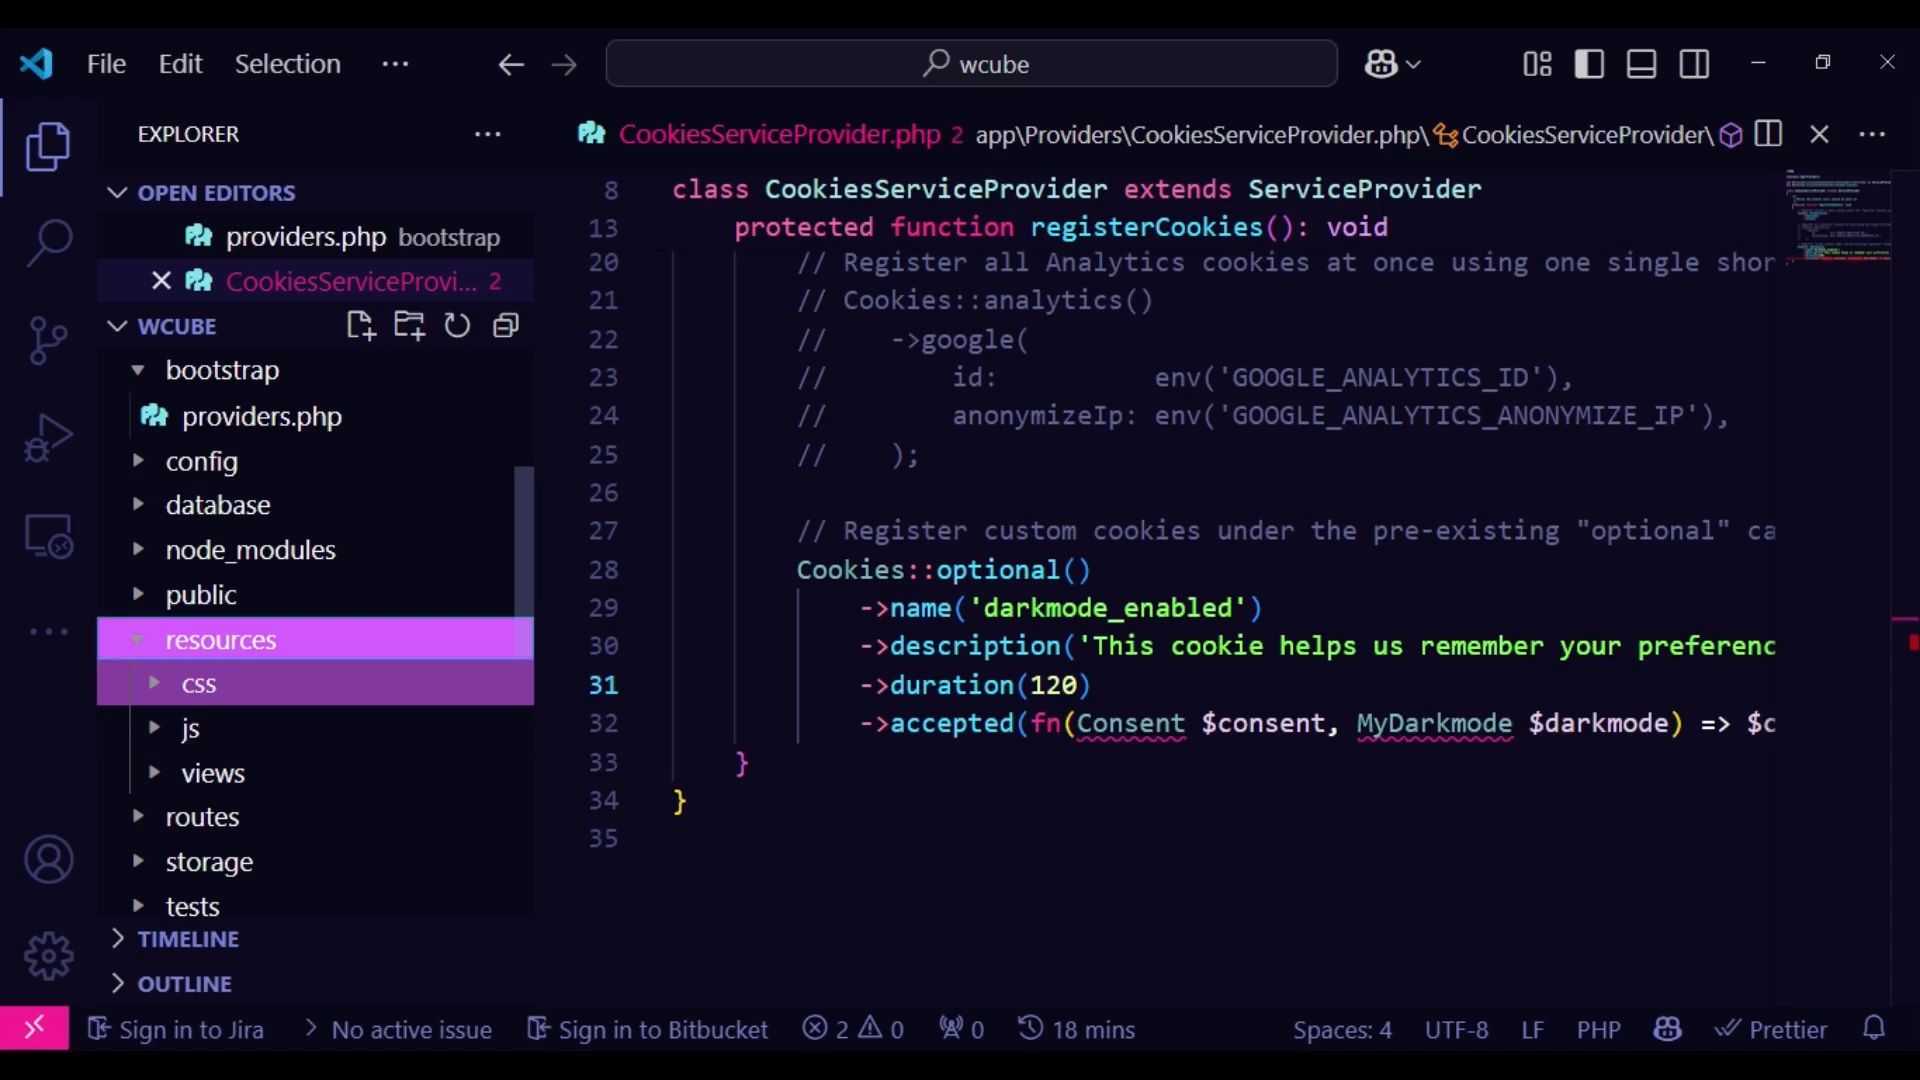 File Edit Selection ··· wcube
EXPLORER ···
OPEN EDITORS
providers.php bootstrap
CookiesServiceProvi... 2
WCUBE
bootstrap
providers.php
config
database
node_modules
public
resources
css
js
views
routes
storage
tests
TIMELINE
OUTLINE
CookiesServiceProvider.php 2 app\Providers\CookiesServiceProvider.php\CookiesServiceProvider\
8 class CookiesServiceProvider extends ServiceProvider
13 protected function registerCookies(): void
20 // Register all Analytics cookies at once using one single shor
21 // Cookies::analytics()
22 // ->google(
23 // id: env('GOOGLE_ANALYTICS_ID'),
24 // anonymizeIp: env('GOOGLE_ANALYTICS_ANONYMIZE_IP'),
25 // );
26
27 // Register custom cookies under the pre-existing "optional" ca
28 Cookies::optional()
29 ->name('darkmode_enabled')
30 ->description('This cookie helps us remember your preferenc
31 ->duration(120)
32 ->accepted(fn(Consent $consent, MyDarkmode $darkmode) => $c
33 }
34 }
35
Sign in to Jira No active issue Sign in to Bitbucket 2 0 0 18 mins Spaces: 4 UTF-8 LF PHP Prettier